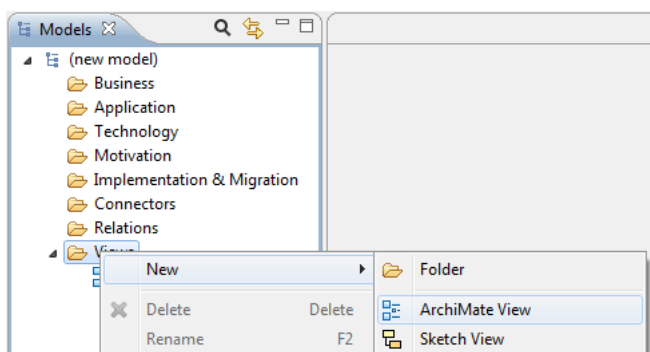 Models
(new model)
Business
Application
Technology
Motivation
Implementation & Migration
Connectors
Relations
Views
New
Folder
Delete Delete
ArchiMate View
Rename F2
Sketch View